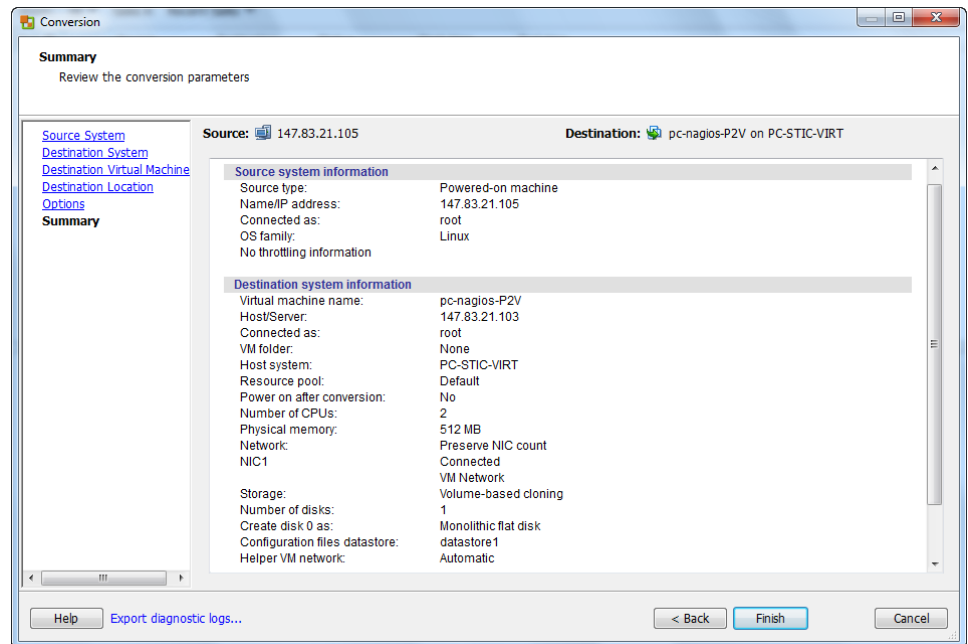 Conversion
Summary
Review the conversion parameters
Source System
Destination System
Destination Virtual Machine
Destination Location
Options
Summary
Source: 147.83.21.105 Destination: pc-nagios-P2V on PC-STIC-VIRT
Source system information
Source type: Powered-on machine
Name/IP address: 147.83.21.105
Connected as: root
OS family: Linux
No throttling information
Destination system information
Virtual machine name: pc-nagios-P2V
Host/Server: 147.83.21.103
Connected as: root
VM folder: None
Host system: PC-STIC-VIRT
Resource pool: Default
Power on after conversion: No
Number of CPUs: 2
Physical memory: 512 MB
Network: Preserve NIC count
NIC1 Connected
VM Network
Storage: Volume-based cloning
Number of disks: 1
Create disk 0 as: Monolithic flat disk
Configuration files datastore: datastore1
Helper VM network: Automatic
Help Export diagnostic logs... < Back Finish Cancel